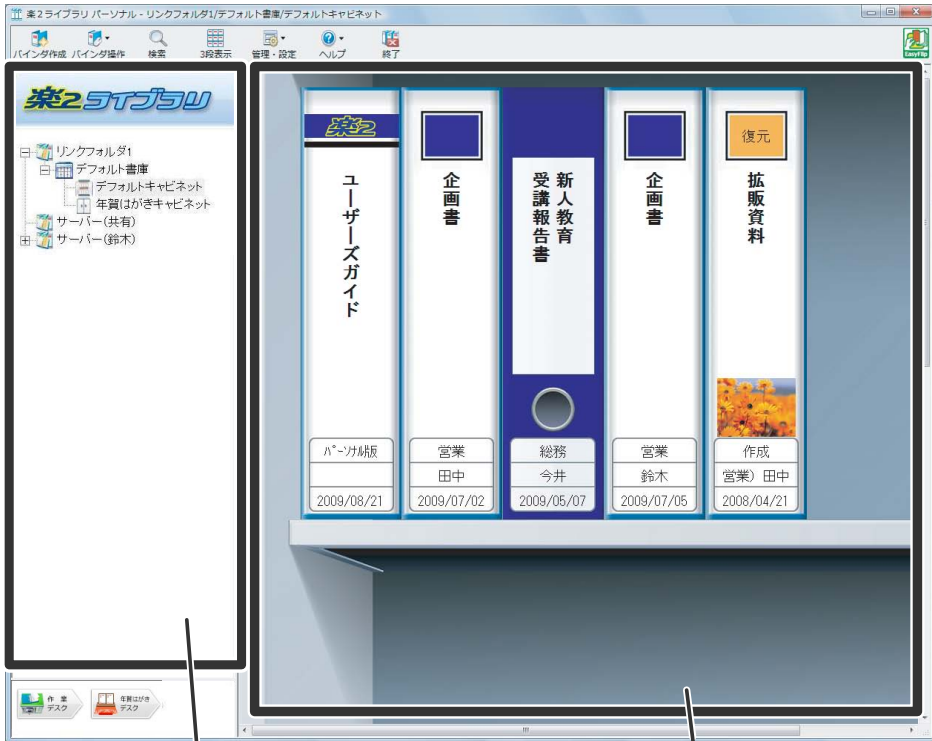 楽2ライブラリ パーソナル - リンクフォルダ1/デフォルト書庫/デフォルトキャビネット
バインダ作成 バインダ操作 検索 3段表示 管理・設定 ヘルプ 終了
EasyFlip
楽2ライブラリ
リンクフォルダ1
デフォルト書庫
デフォルトキャビネット
年賀はがきキャビネット
サーバー(共有)
サーバー(鈴木)
楽2
ユーザーズガイド
パーソナル版
2009/08/21
企画書
営業
田中
2009/07/02
新人教育
受講報告書
総務
今井
2009/05/07
企画書
営業
鈴木
2009/07/05
復元
拡販資料
作成
営業）田中
2008/04/21
作業
デスク
年賀はがき
デスク